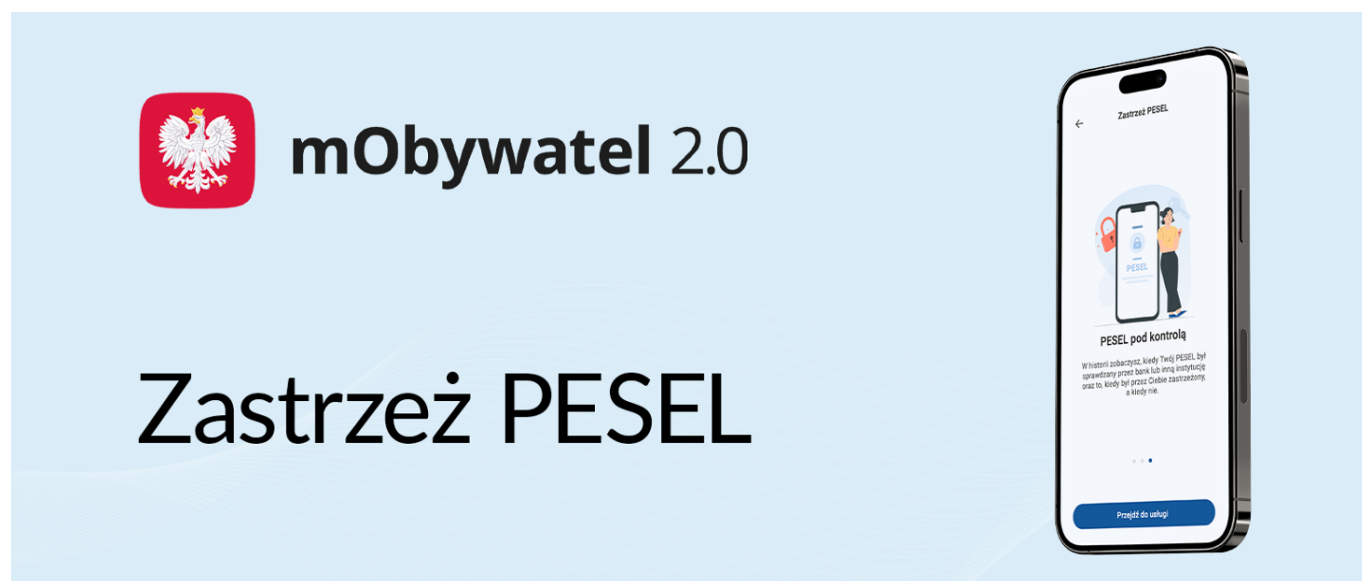 mObywatel 2.0
Zastrzeż PESEL
Zastrzeż PESEL
PESEL
PESEL pod kontrolą
W historii zobaczysz, kiedy Twój PESEL był
sprawdzany przez bank lub inną instytucję
oraz to, kiedy był przez Ciebie zastrzeżony,
a kiedy nie.
Przejdź do usługi